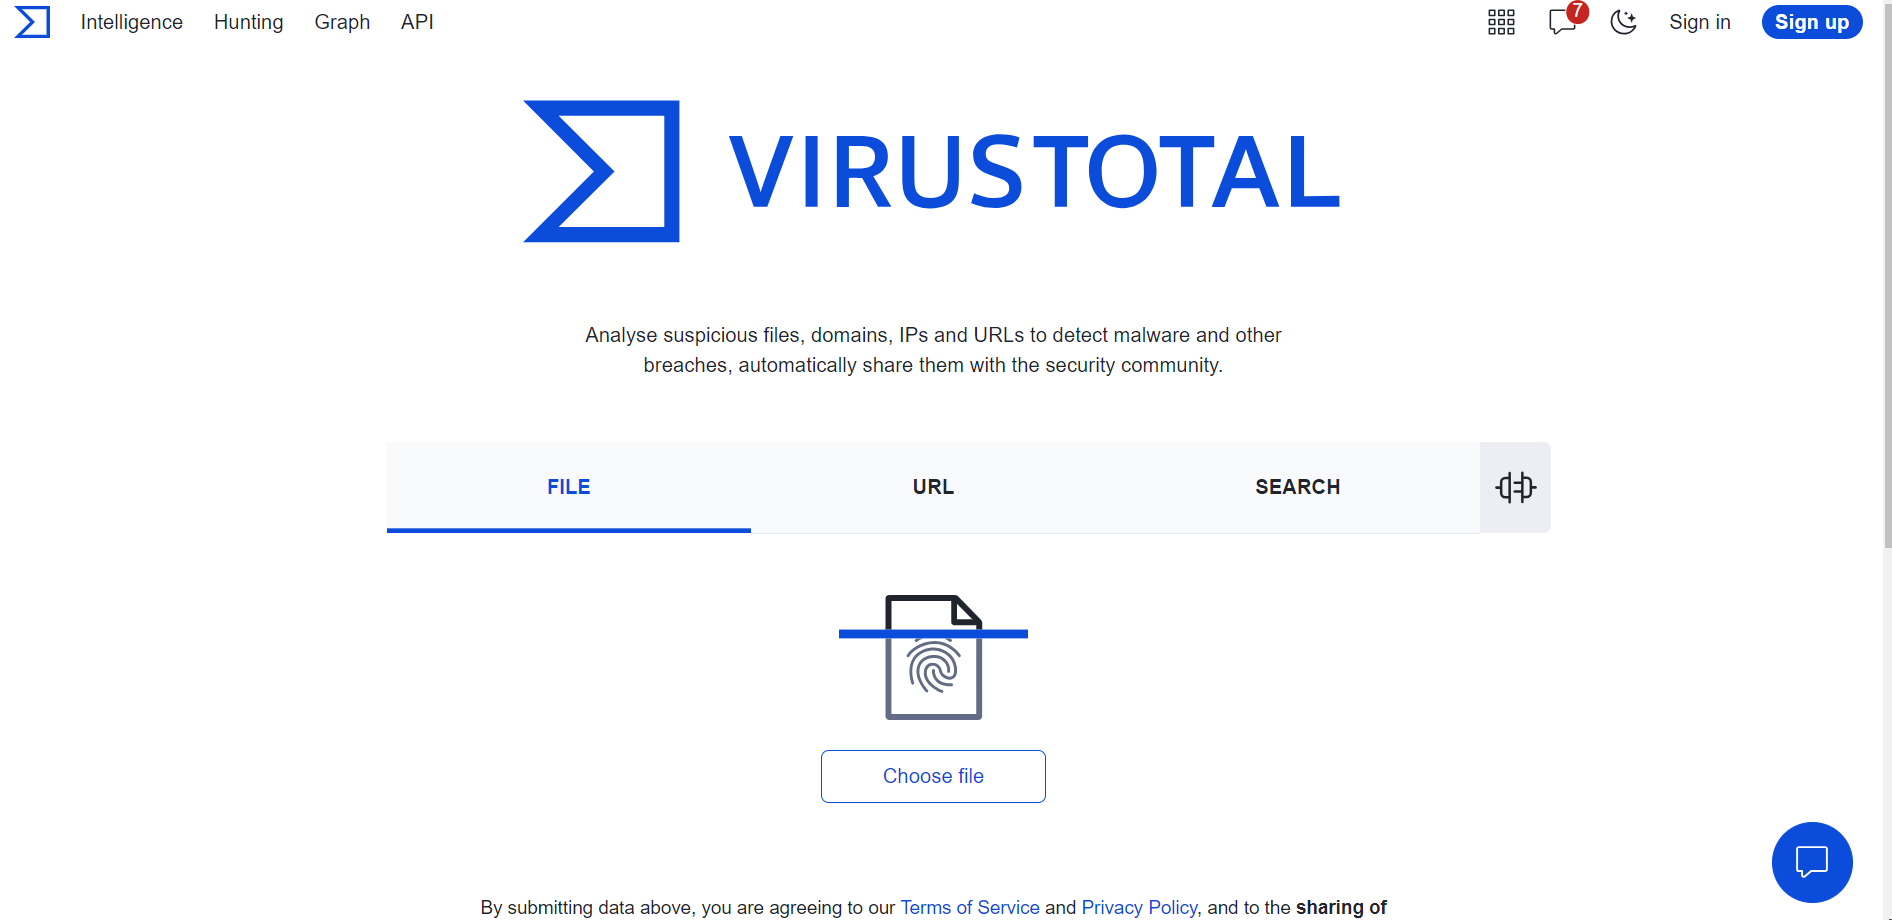 Intelligence Hunting Graph API 7 Sign in Sign up
VIRUSTOTAL
Analyse suspicious files, domains, IPs and URLs to detect malware and other
breaches, automatically share them with the security community.
FILE URL SEARCH
Choose file
By submitting data above, you are agreeing to our Terms of Service and Privacy Policy, and to the sharing of